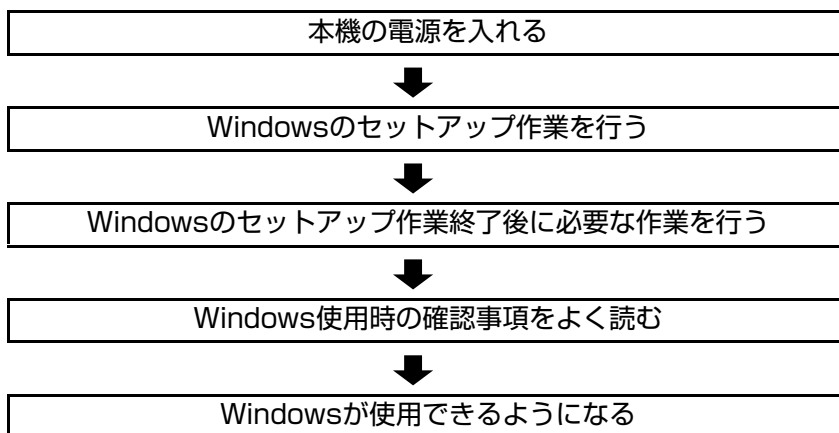 本機の電源を入れる
Windowsのセットアップ作業を行う
Windowsのセットアップ作業終了後に必要な作業を行う
Windows使用時の確認事項をよく読む
Windowsが使用できるようになる